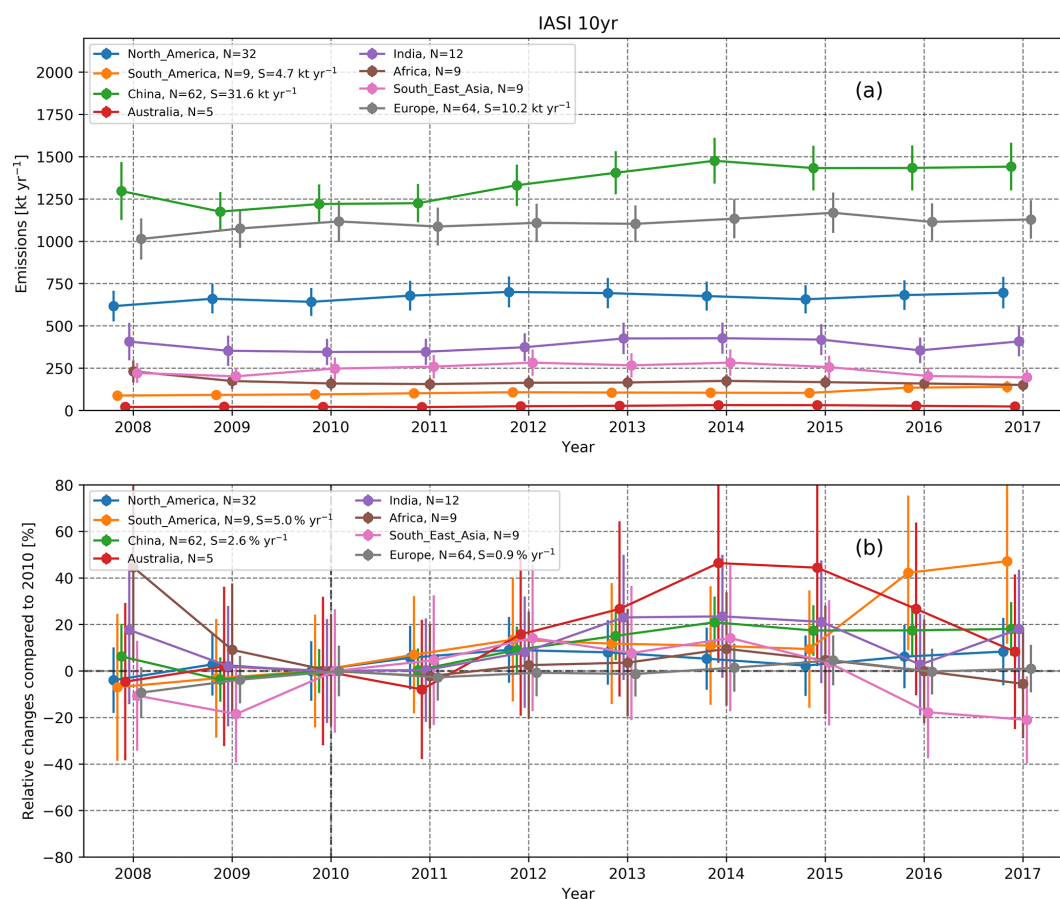 IASI 10yr
North_America, N=32
South_America, N=9, S=4.7 kt yr⁻¹
China, N=62, S=31.6 kt yr⁻¹
Australia, N=5
India, N=12
Africa, N=9
South_East_Asia, N=9
Europe, N=64, S=10.2 kt yr⁻¹
(a)
Emissions [kt yr⁻¹]
2000
1750
1500
1250
1000
750
500
250
0
2008 2009 2010 2011 2012 2013 2014 2015 2016 2017
Year
North_America, N=32
South_America, N=9, S=5.0 % yr⁻¹
China, N=62, S=2.6 % yr⁻¹
Australia, N=5
India, N=12
Africa, N=9
South_East_Asia, N=9
Europe, N=64, S=0.9 % yr⁻¹
(b)
Relative changes compared to 2010 [%]
80
60
40
20
0
−20
−40
−60
−80
2008 2009 2010 2011 2012 2013 2014 2015 2016 2017
Year